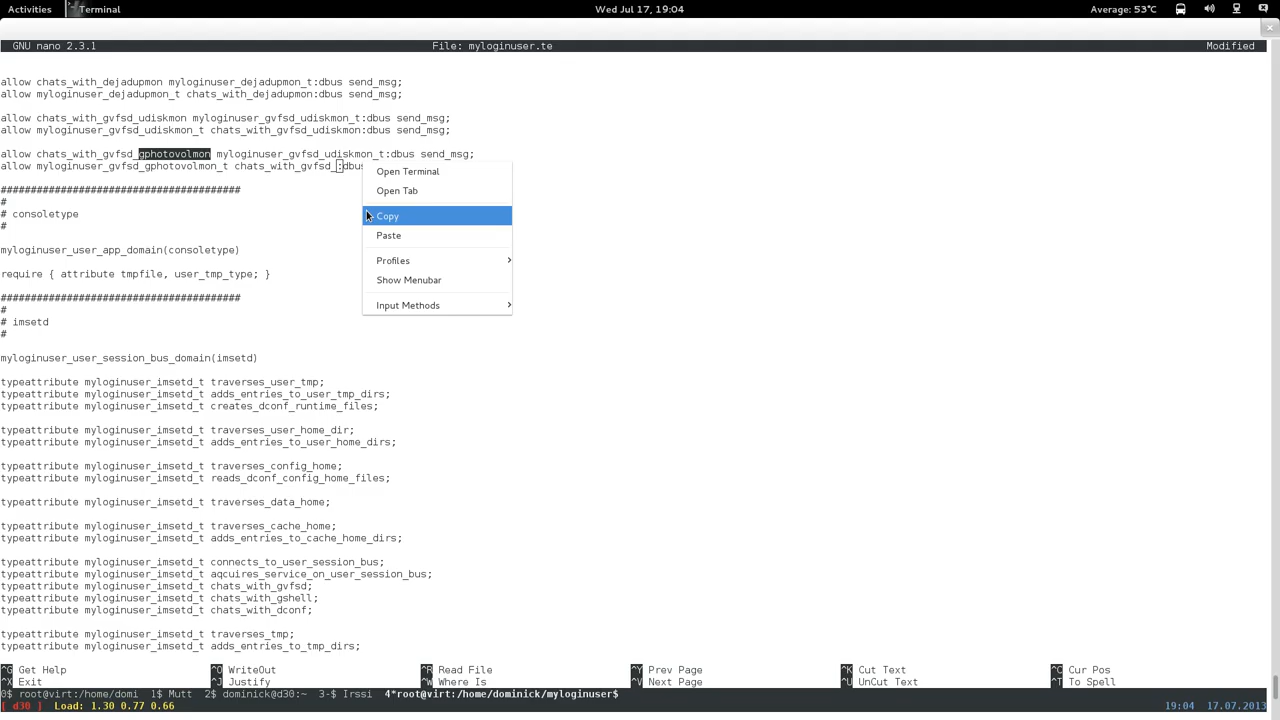 Activities Terminal Wed Jul 17, 19:04 Average: 53°C
GNU nano 2.3.1 File: myloginuser.te Modified
allow chats_with_dejadupmon myloginuser_dejadupmon_t:dbus send_msg;
allow myloginuser_dejadupmon_t chats_with_dejadupmon:dbus send_msg;
allow chats_with_gvfsd_udiskmon myloginuser_gvfsd_udiskmon_t:dbus send_msg;
allow myloginuser_gvfsd_udiskmon_t chats_with_gvfsd_udiskmon:dbus send_msg;
allow chats_with_gvfsd_gphotovolmon myloginuser_gvfsd_udiskmon_t:dbus send_msg;
allow myloginuser_gvfsd_gphotovolmon_t chats_with_gvfsd_:dbus
Open Terminal
Open Tab
Copy
Paste
Profiles
Show Menubar
Input Methods
########################################
#
# consoletype
#
myloginuser_user_app_domain(consoletype)
require { attribute tmpfile, user_tmp_type; }
########################################
#
# imsetd
#
myloginuser_user_session_bus_domain(imsetd)
typeattribute myloginuser_imsetd_t traverses_user_tmp;
typeattribute myloginuser_imsetd_t adds_entries_to_user_tmp_dirs;
typeattribute myloginuser_imsetd_t creates_dconf_runtime_files;
typeattribute myloginuser_imsetd_t traverses_user_home_dir;
typeattribute myloginuser_imsetd_t adds_entries_to_user_home_dirs;
typeattribute myloginuser_imsetd_t traverses_config_home;
typeattribute myloginuser_imsetd_t reads_dconf_config_home_files;
typeattribute myloginuser_imsetd_t traverses_data_home;
typeattribute myloginuser_imsetd_t traverses_cache_home;
typeattribute myloginuser_imsetd_t adds_entries_to_cache_home_dirs;
typeattribute myloginuser_imsetd_t connects_to_user_session_bus;
typeattribute myloginuser_imsetd_t aqcuires_service_on_user_session_bus;
typeattribute myloginuser_imsetd_t chats_with_gvfsd;
typeattribute myloginuser_imsetd_t chats_with_gshell;
typeattribute myloginuser_imsetd_t chats_with_dconf;
typeattribute myloginuser_imsetd_t traverses_tmp;
typeattribute myloginuser_imsetd_t adds_entries_to_tmp_dirs;
^G Get Help ^O WriteOut ^R Read File ^Y Prev Page ^K Cut Text ^C Cur Pos
^X Exit ^J Justify ^W Where Is ^V Next Page ^U UnCut Text ^T To Spell
0$ root@virt:/home/domi 1$ Mutt 2$ dominick@d30:~ 3-$ Irssi 4*root@virt:/home/dominick/myloginuser$
[ d30 ] Load: 1.30 0.77 0.66 19:04 17.07.2013